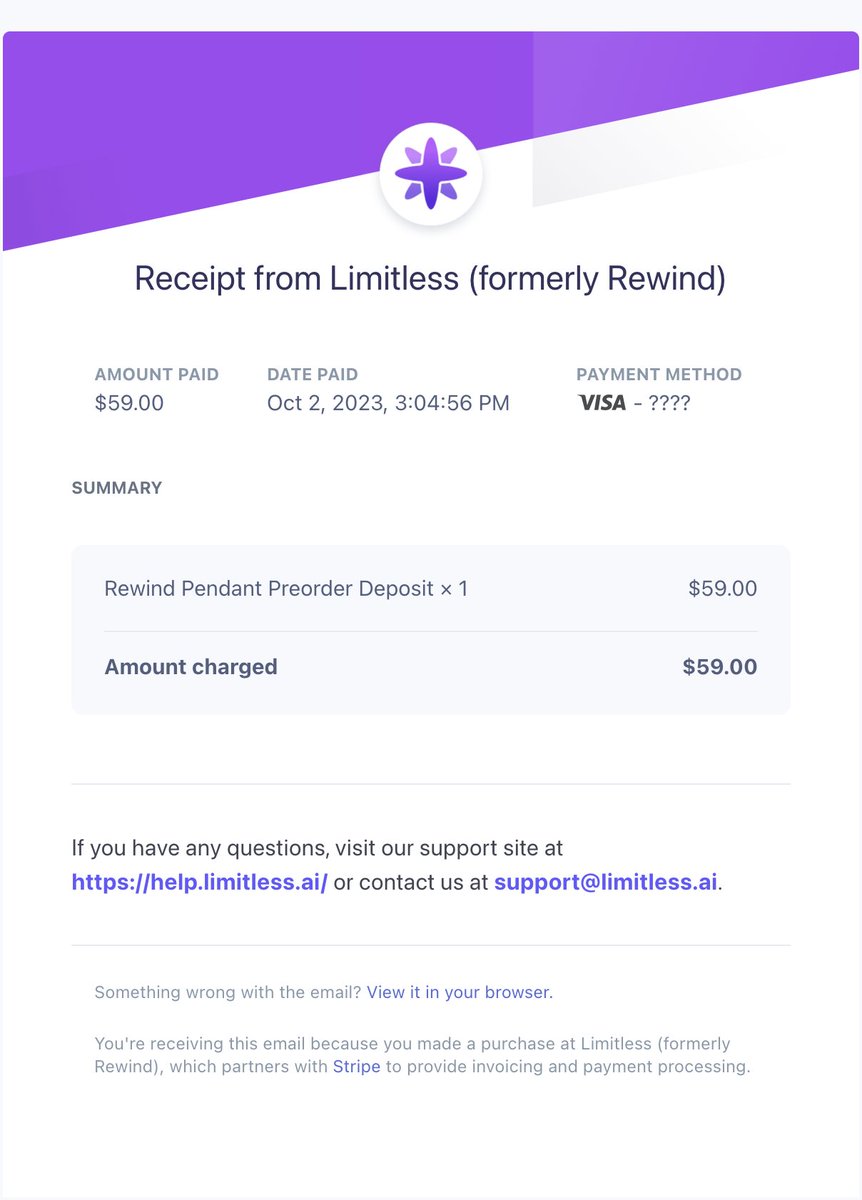 Receipt from Limitless (formerly Rewind)
AMOUNT PAID DATE PAID PAYMENT METHOD
$59.00 Oct 2, 2023, 3:04:56 PM VISA - ????
SUMMARY
Rewind Pendant Preorder Deposit × 1 $59.00
Amount charged $59.00
If you have any questions, visit our support site at
https://help.limitless.ai/ or contact us at support@limitless.ai.
Something wrong with the email? View it in your browser.
You're receiving this email because you made a purchase at Limitless (formerly
Rewind), which partners with Stripe to provide invoicing and payment processing.